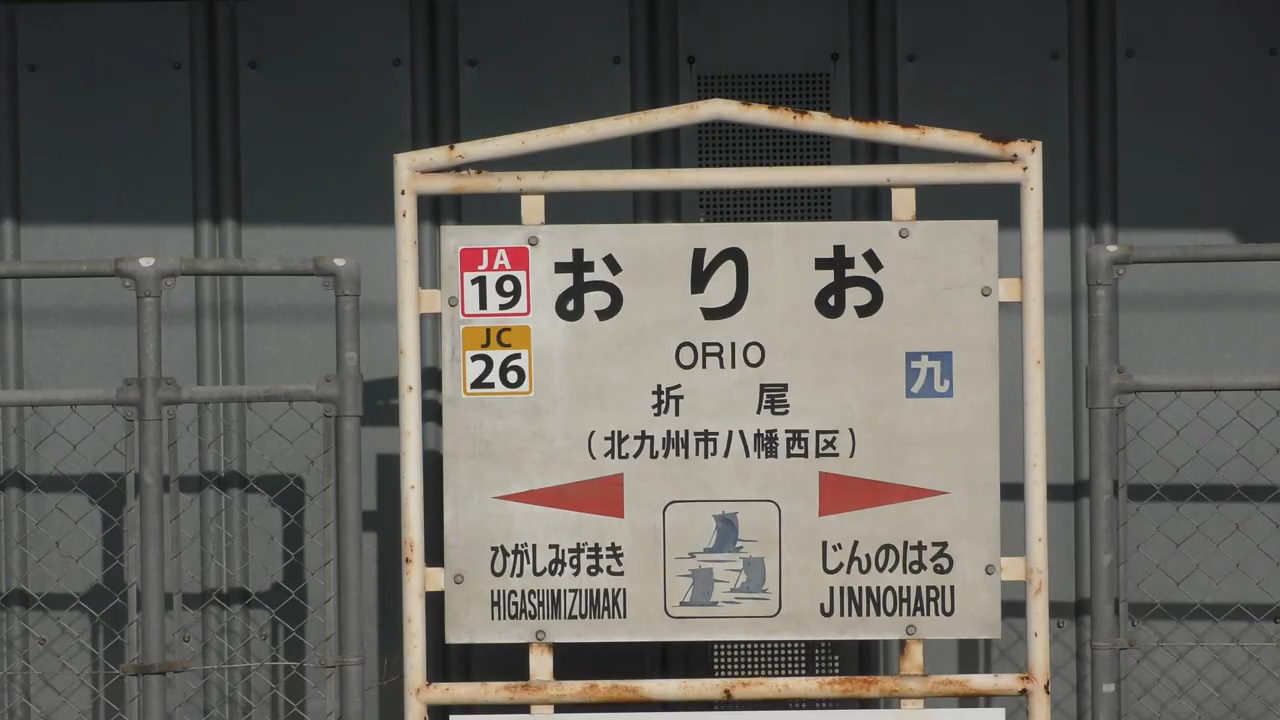 JA
19
JC
26
おりお
ORIO
九
折尾
（北九州市八幡西区）
ひがしみずまき
HIGASHIMIZUMAKI
じんのはる
JINNOHARU